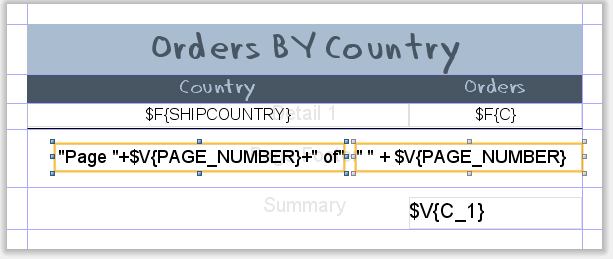 Orders BY Country
Country Orders
$F{SHIPCOUNTRY} Detail 1 $F{C}
"Page "+$V{PAGE_NUMBER}+" of" " " + $V{PAGE_NUMBER}
Summary $V{C_1}